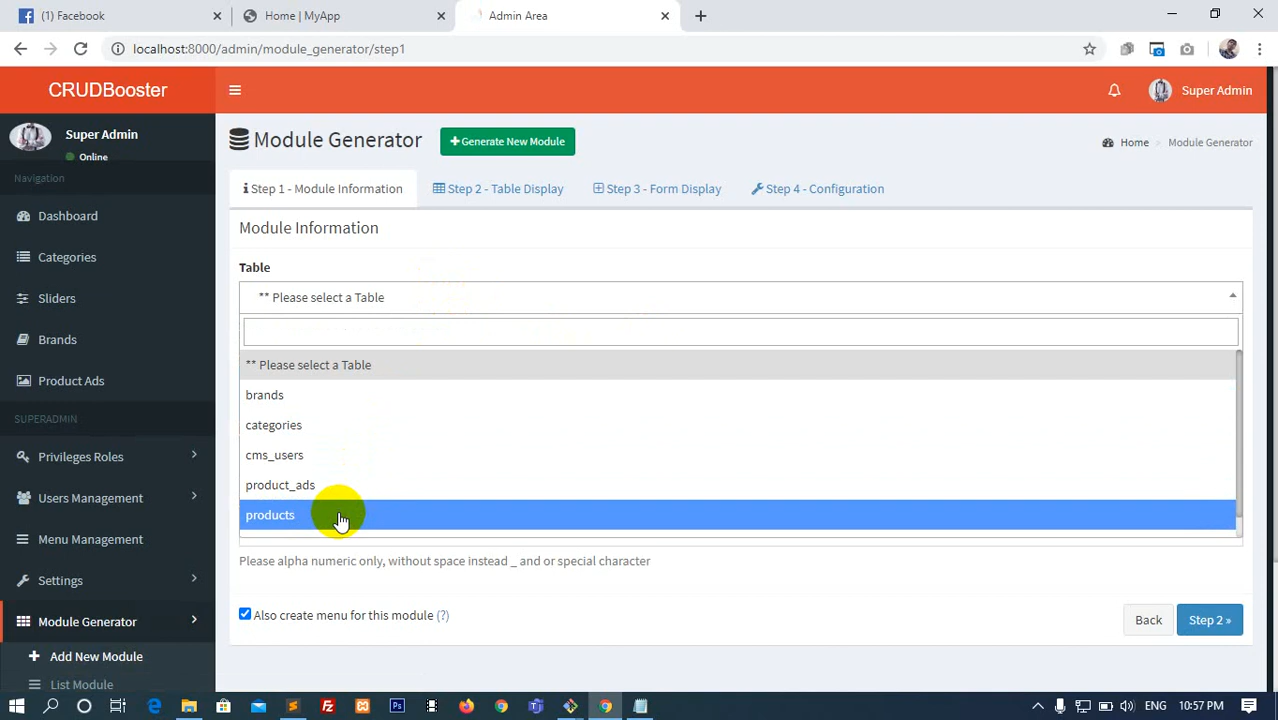 (1) Facebook
Home | MyApp
Admin Area
localhost:8000/admin/module_generator/step1
CRUDBooster
Super Admin
Super Admin
Online
Navigation
Dashboard
Categories
Sliders
Brands
Product Ads
SUPERADMIN
Privileges Roles
Users Management
Menu Management
Settings
Module Generator
Add New Module
List Module
Module Generator
Generate New Module
Home
Module Generator
Step 1 - Module Information
Step 2 - Table Display
Step 3 - Form Display
Step 4 - Configuration
Module Information
Table
** Please select a Table
** Please select a Table
brands
categories
cms_users
product_ads
products
Please alpha numeric only, without space instead _ and or special character
Also create menu for this module (?)
Back
Step 2 »
ENG
10:57 PM